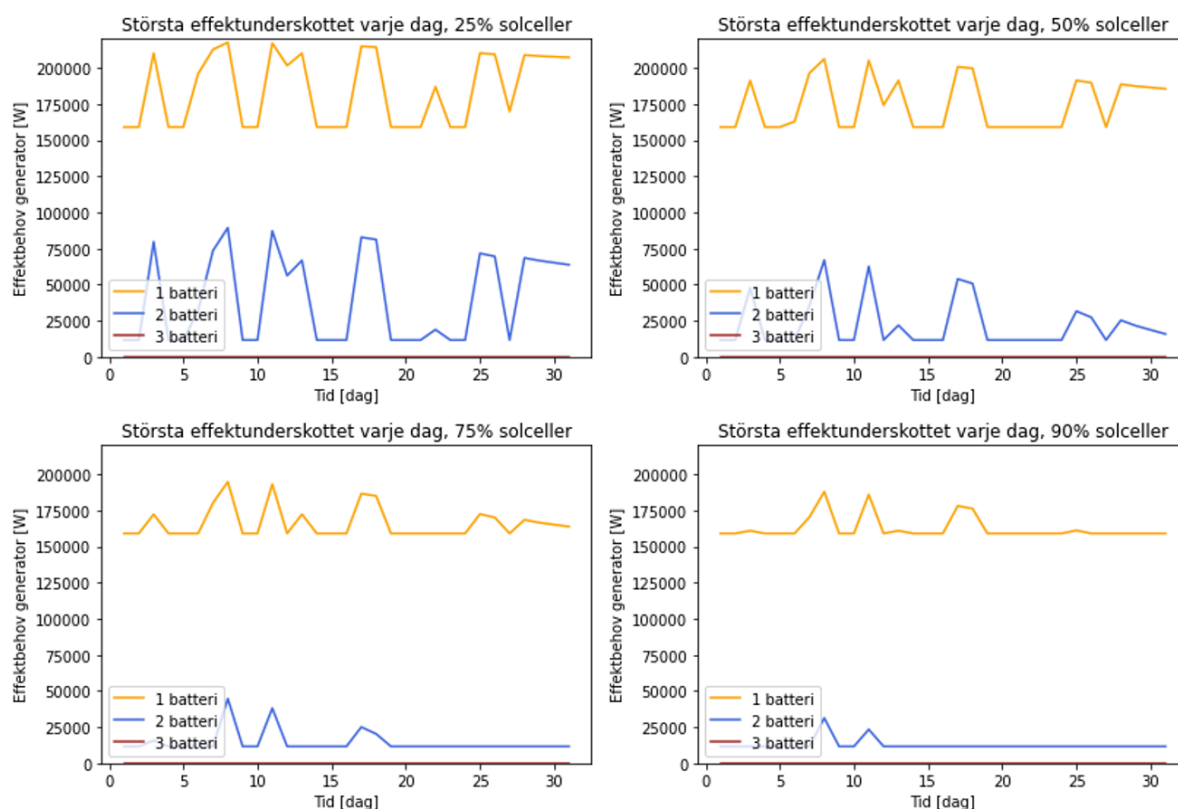 Största effektunderskottet varje dag, 25% solceller
Effektbehov generator [W]
200000
175000
150000
125000
100000
75000
50000
25000
0
1 batteri
2 batteri
3 batteri
0 5 10 15 20 25 30
Tid [dag]
Största effektunderskottet varje dag, 50% solceller
Effektbehov generator [W]
200000
175000
150000
125000
100000
75000
50000
25000
0
1 batteri
2 batteri
3 batteri
0 5 10 15 20 25 30
Tid [dag]
Största effektunderskottet varje dag, 75% solceller
Effektbehov generator [W]
200000
175000
150000
125000
100000
75000
50000
25000
0
1 batteri
2 batteri
3 batteri
0 5 10 15 20 25 30
Tid [dag]
Största effektunderskottet varje dag, 90% solceller
Effektbehov generator [W]
200000
175000
150000
125000
100000
75000
50000
25000
0
1 batteri
2 batteri
3 batteri
0 5 10 15 20 25 30
Tid [dag]